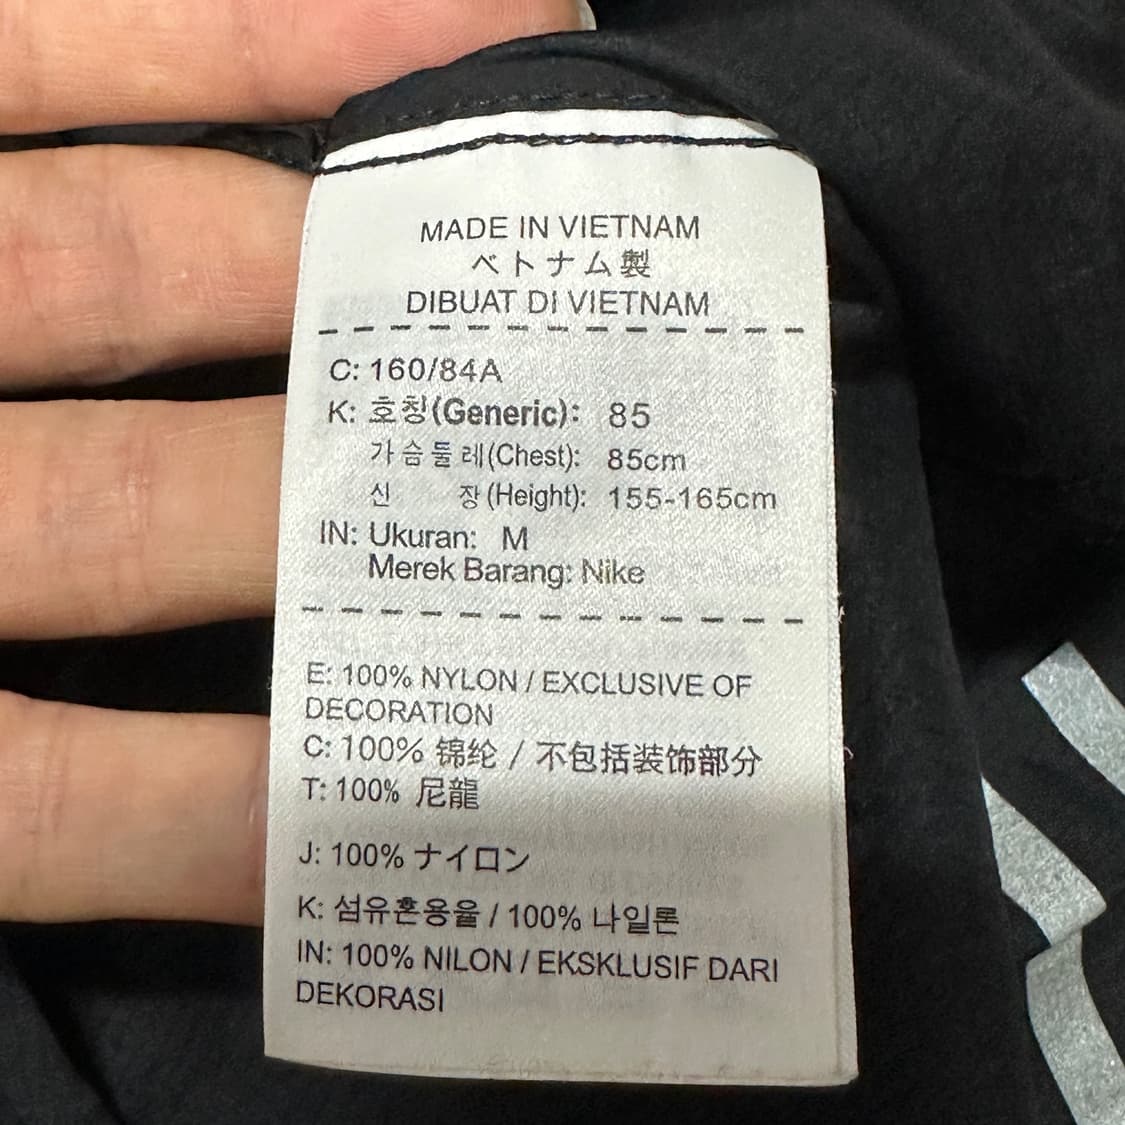 MADE IN VIETNAM
ベトナム製
DIBUAT DI VIETNAM
C: 160/84A
K: 호칭(Generic): 85
가슴둘레(Chest): 85cm
신 장(Height): 155-165cm
IN: Ukuran: M
Merek Barang: Nike
E: 100% NYLON / EXCLUSIVE OF
DECORATION
C: 100% 锦纶 / 不包括装饰部分
T: 100% 尼龍
J: 100% ナイロン
K: 섬유혼용율 / 100% 나일론
IN: 100% NILON / EKSKLUSIF DARI
DEKORASI